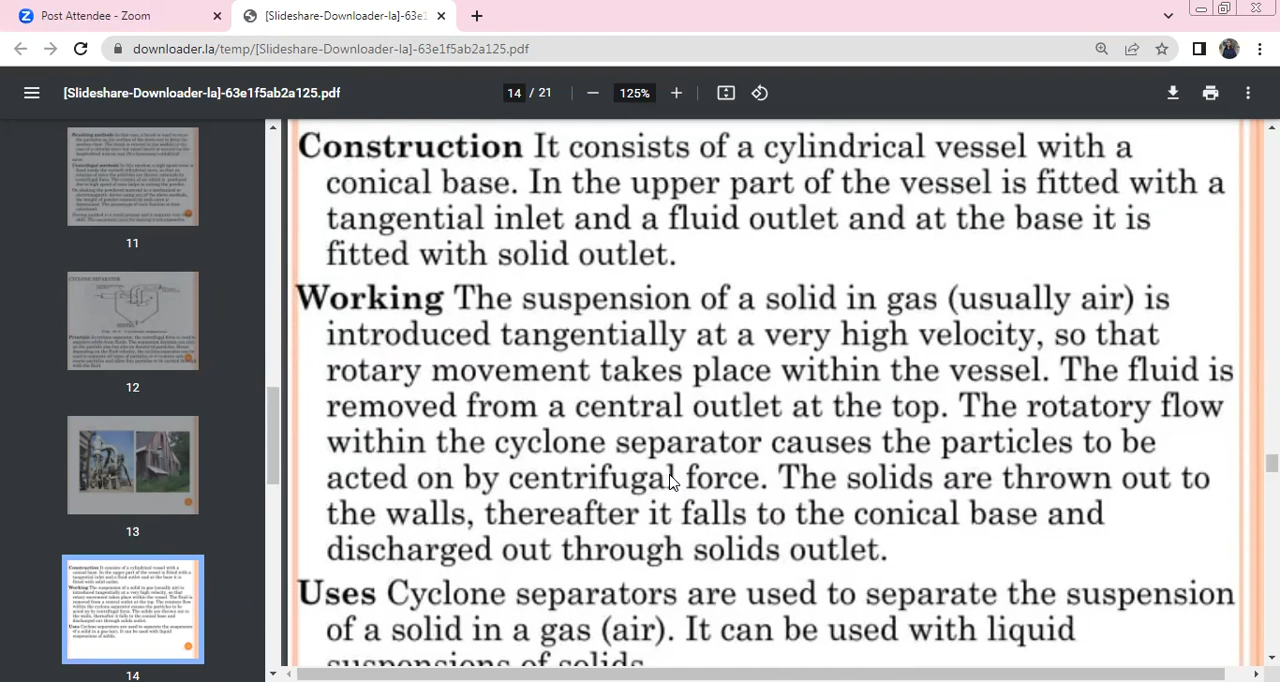 Post Attendee - Zoom
[Slideshare-Downloader-la]-63e1
downloader.la/temp/[Slideshare-Downloader-la]-63e1f5ab2a125.pdf
[Slideshare-Downloader-la]-63e1f5ab2a125.pdf
14 / 21
125%
11
CYCLONE SEPARATOR
12
13
14
Construction It consists of a cylindrical vessel with a
conical base. In the upper part of the vessel is fitted with a
tangential inlet and a fluid outlet and at the base it is
fitted with solid outlet.
Working The suspension of a solid in gas (usually air) is
introduced tangentially at a very high velocity, so that
rotary movement takes place within the vessel. The fluid is
removed from a central outlet at the top. The rotatory flow
within the cyclone separator causes the particles to be
acted on by centrifugal force. The solids are thrown out to
the walls, thereafter it falls to the conical base and
discharged out through solids outlet.
Uses Cyclone separators are used to separate the suspension
of a solid in a gas (air). It can be used with liquid
suspensions of solids.